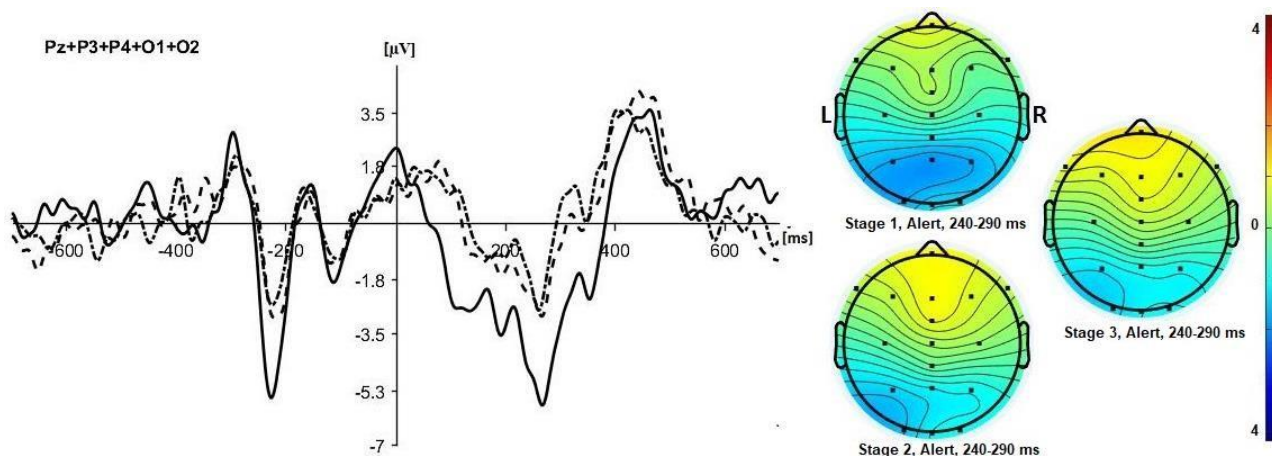 Pz+P3+P4+O1+O2
[µV]
3.5
1.8
-600
-400
-200
200
400
600
[ms]
-1.8
-3.5
-5.3
-7
L
R
Stage 1, Alert, 240-290 ms
Stage 2, Alert, 240-290 ms
Stage 3, Alert, 240-290 ms
4
0
4